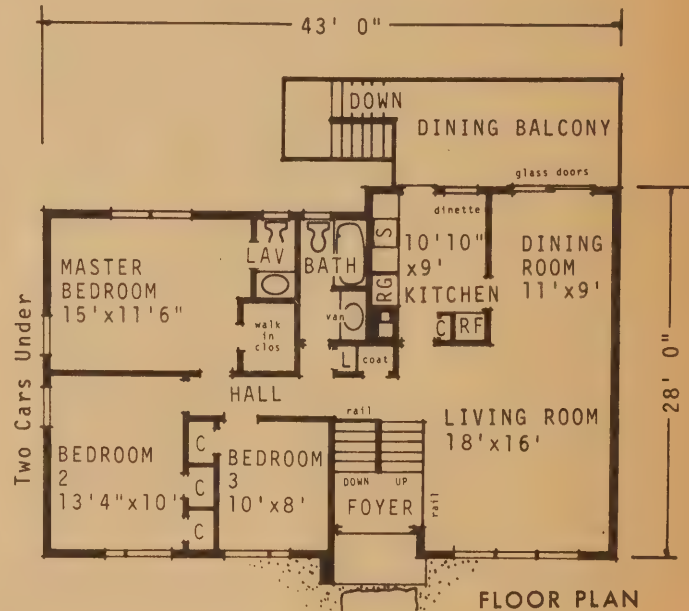 43' 0"
DOWN
DINING BALCONY
glass doors
dinette
S
LAV
BATH
10'10"
x9'
KITCHEN
DINING
ROOM
11'x9'
MASTER
BEDROOM
15'x11'6"
RG
walk
in
clos
van
C
RF
L
coat
Two Cars Under
28' 0"
HALL
rail
LIVING ROOM
18'x16'
BEDROOM
2
13'4"x10'
C
C
C
BEDROOM
3
10'x8'
DOWN UP
FOYER
rail
FLOOR PLAN